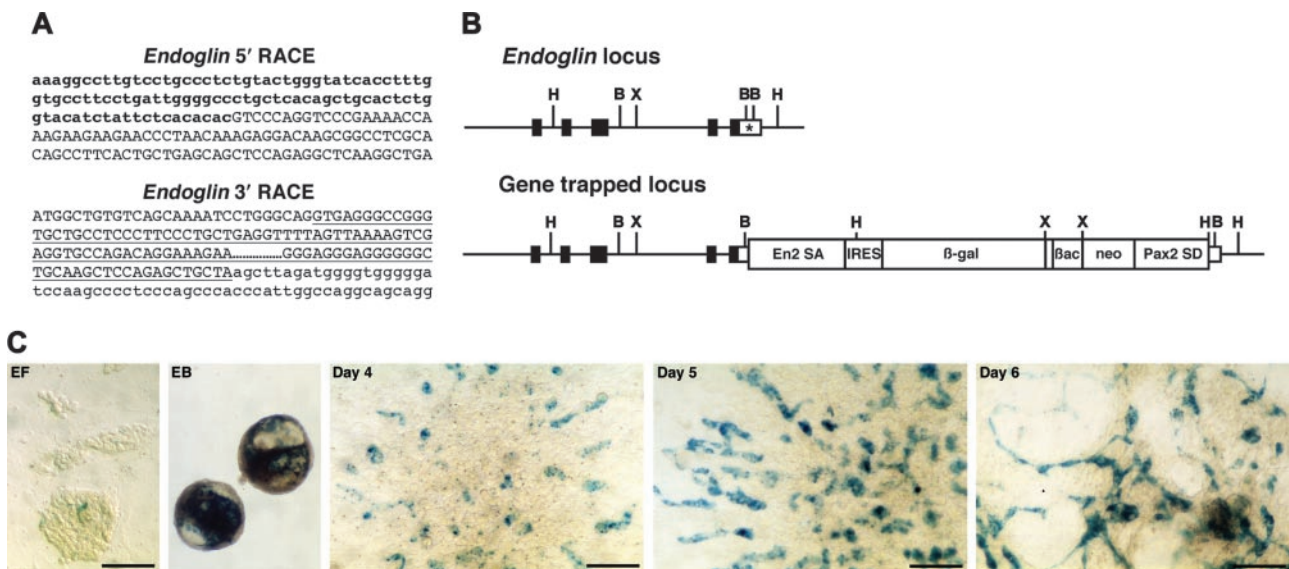 A
Endoglin 5′ RACE
aaaggccttgtcctgccctctgtactgggtatcacctttg
gtgccttcctgattggggccctgctcacagctgcactctg
gtacatctattctcacacacGTCCCAGGTCCCGAAAACCA
AAGAAGAAGAACCCTAACAAAGAGGACAAGCGGCCTCGCA
CAGCCTTCACTGCTGAGCAGCTCCAGAGGCTCAAGGCTGA
Endoglin 3′ RACE
ATGGCTGTGTCAGCAAAATCCTGGGCAGGTGAGGGCCGGG
TGCTGCCTCCCTTCCCTGCTGAGGTTTTAGTTAAAAGTCG
AGGTGCCAGACAGGAAAGAA..............GGGAGGGAGGGGGGC
TGCAAGCTCCAGAGCTGCTAagcttagatggggtgggggga
tccaagcccctcccagcccacccattggccaggcagcagg
B
Endoglin locus
H B X BB H
*
Gene trapped locus
H B X B H X X H B H
En2 SA IRES ß-gal ßac neo Pax2 SD
C
EF EB Day 4 Day 5 Day 6